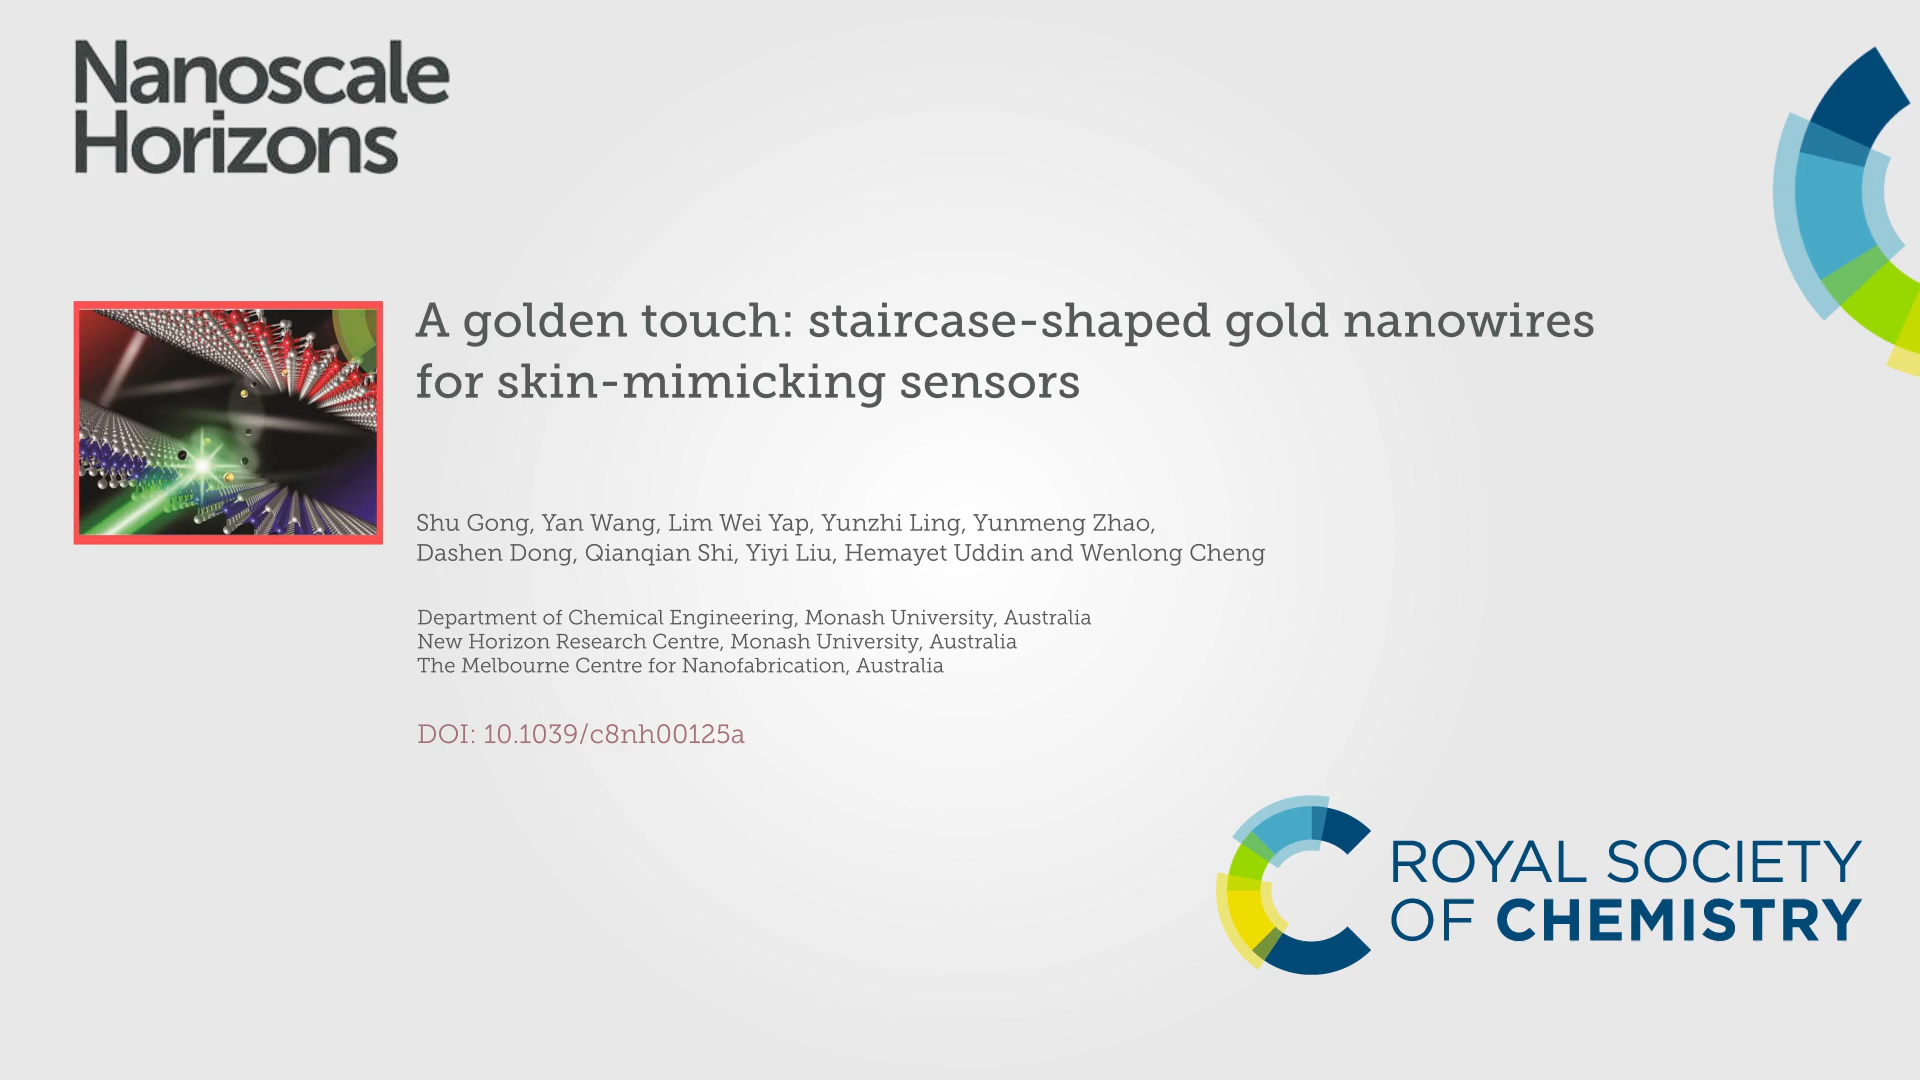 Nanoscale
Horizons
A golden touch: staircase-shaped gold nanowires
for skin-mimicking sensors
Shu Gong, Yan Wang, Lim Wei Yap, Yunzhi Ling, Yunmeng Zhao,
Dashen Dong, Qianqian Shi, Yiyi Liu, Hemayet Uddin and Wenlong Cheng
Department of Chemical Engineering, Monash University, Australia
New Horizon Research Centre, Monash University, Australia
The Melbourne Centre for Nanofabrication, Australia
DOI: 10.1039/c8nh00125a
ROYAL SOCIETY
OF CHEMISTRY